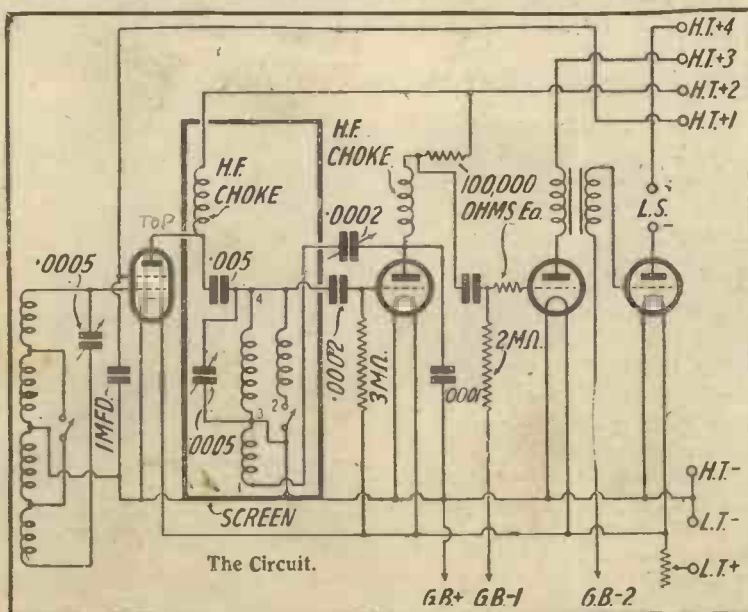 H.T.+4
H.T.+3
H.T.+2
H.T.+1
H.F.
CHOKE
H.F.
CHOKE
100,000
OHMS Ea.
L.S.
-
TOP
.0002
.0005
.005
4
1MFD.
.0005
2
3
1
.0002
3MΩ.
.0001
2MΩ.
H.T.-
L.T.-
L.T.+
SCREEN
The Circuit.
G.B.+ G.B.-1 G.B.-2